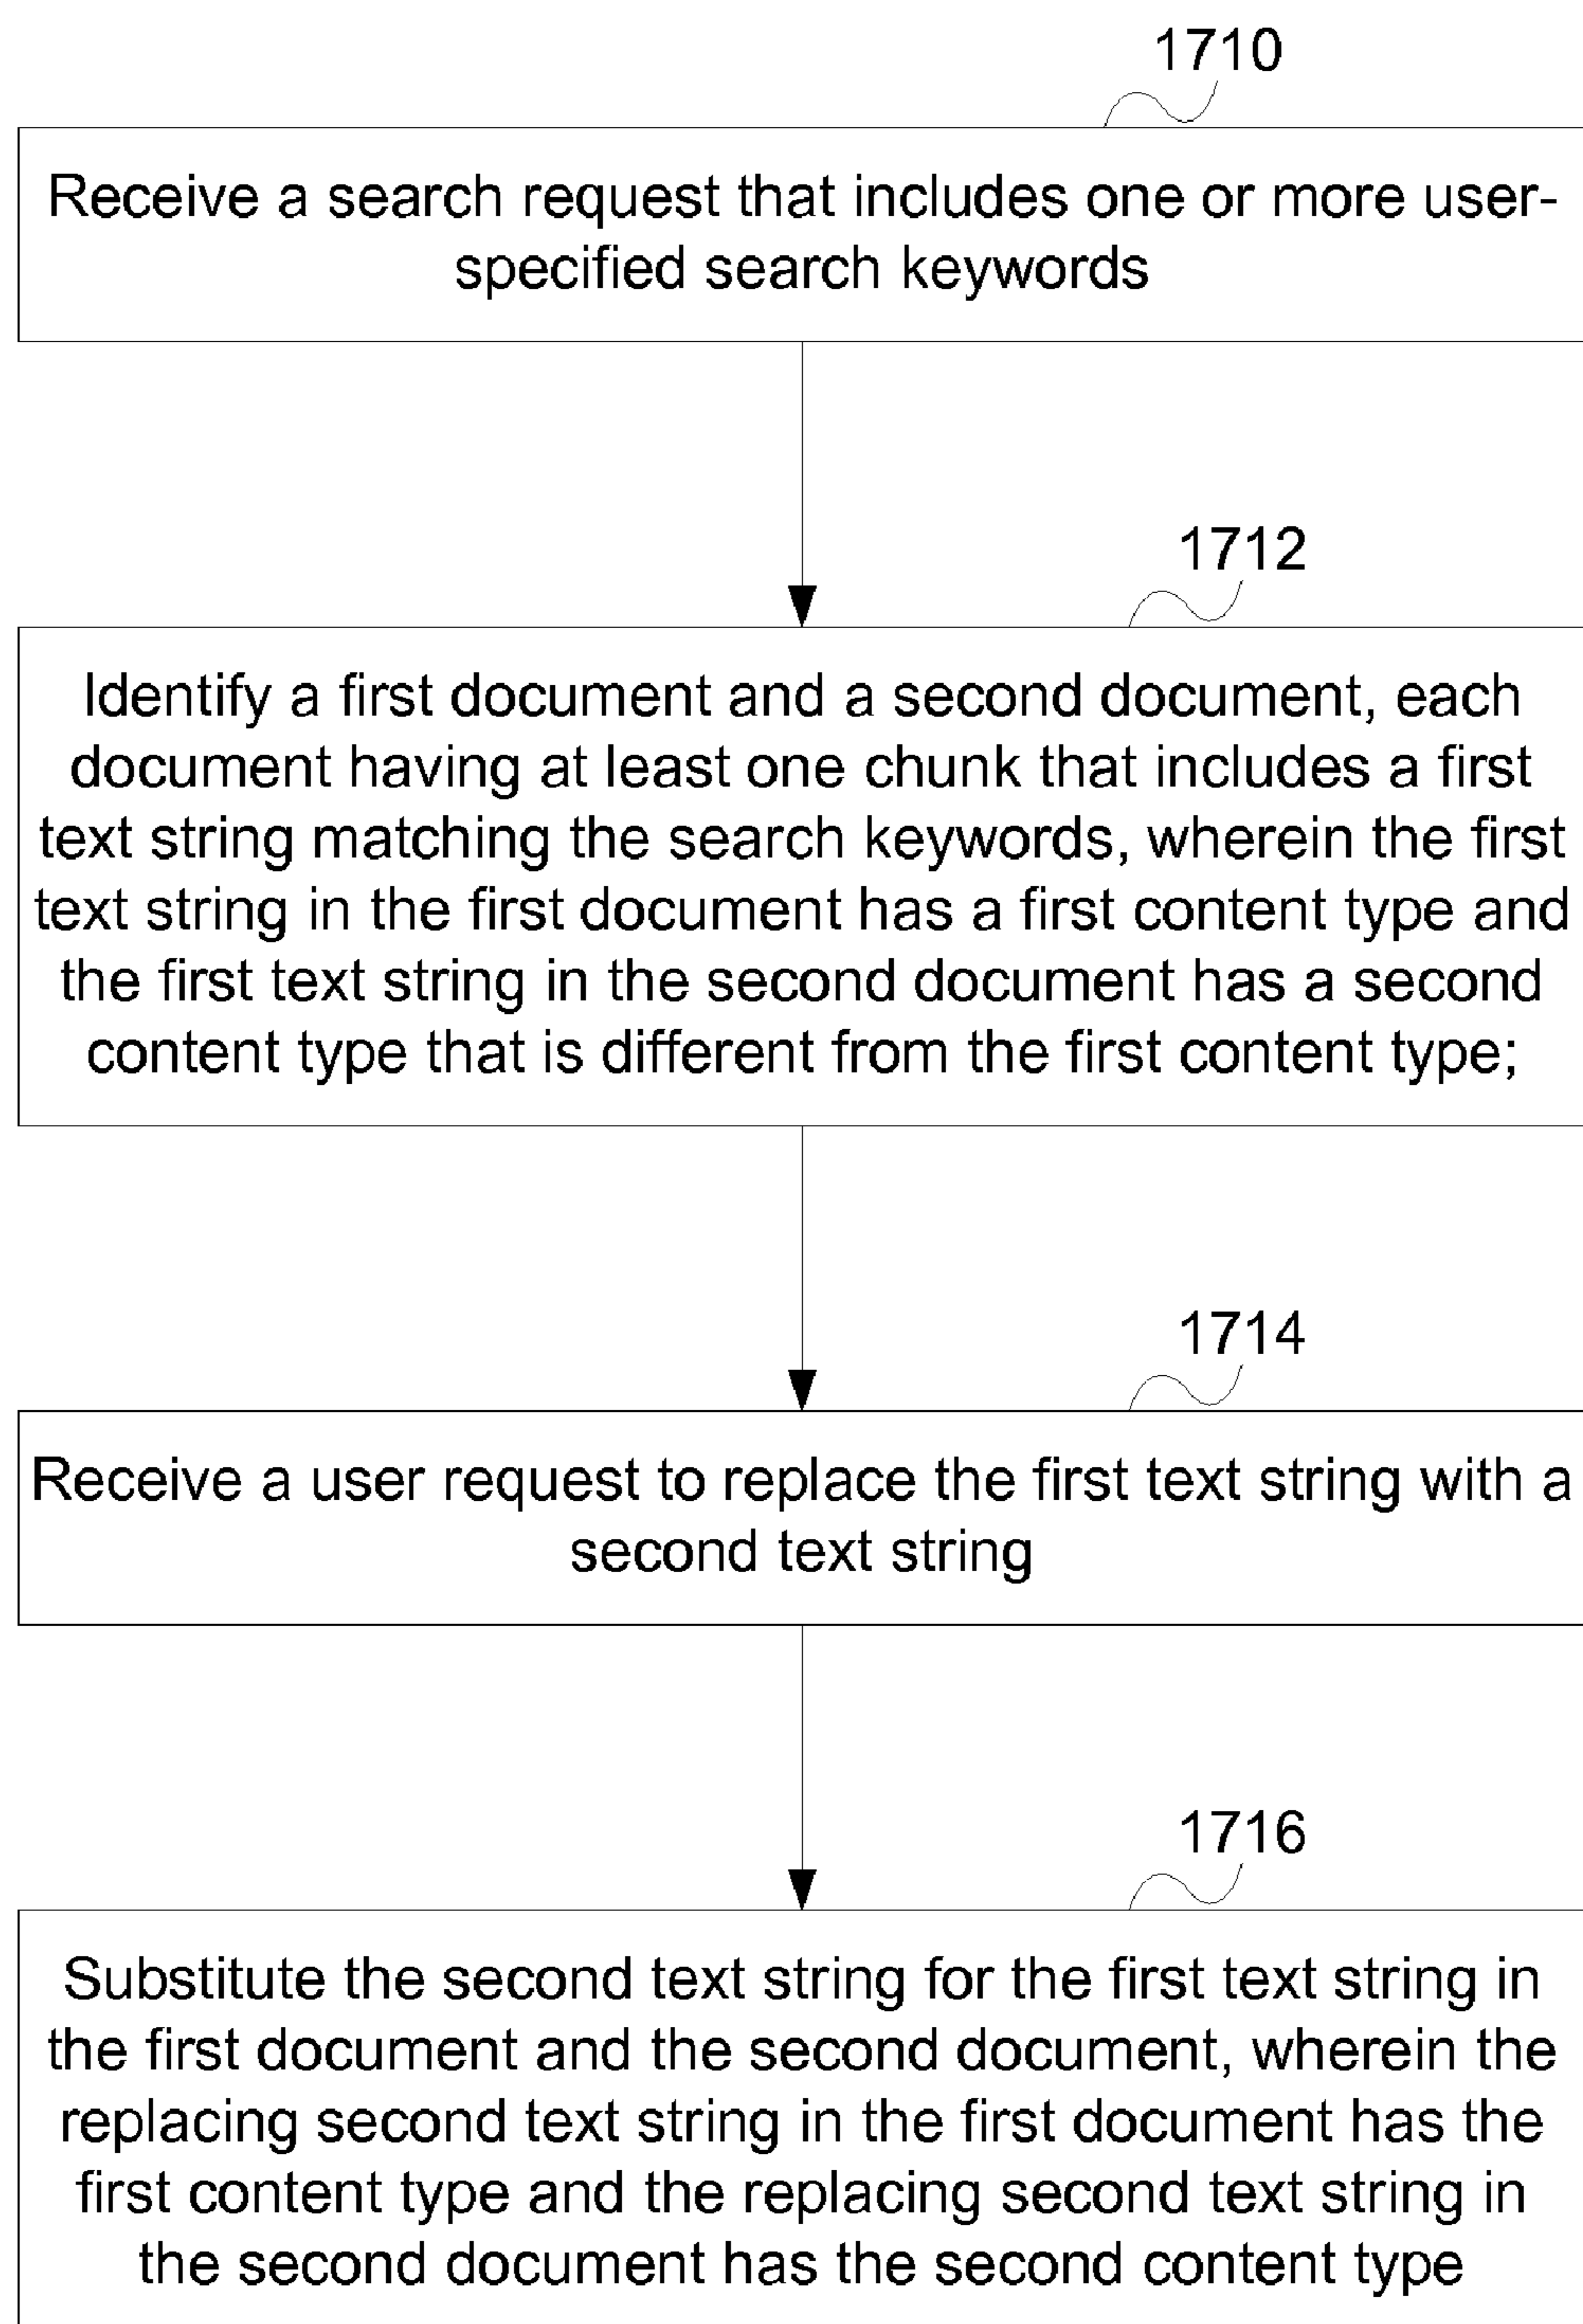 1710
Receive a search request that includes one or more user-
specified search keywords
1712
Identify a first document and a second document, each
document having at least one chunk that includes a first
text string matching the search keywords, wherein the first
text string in the first document has a first content type and
the first text string in the second document has a second
content type that is different from the first content type;
1714
Receive a user request to replace the first text string with a
second text string
1716
Substitute the second text string for the first text string in
the first document and the second document, wherein the
replacing second text string in the first document has the
first content type and the replacing second text string in
the second document has the second content type